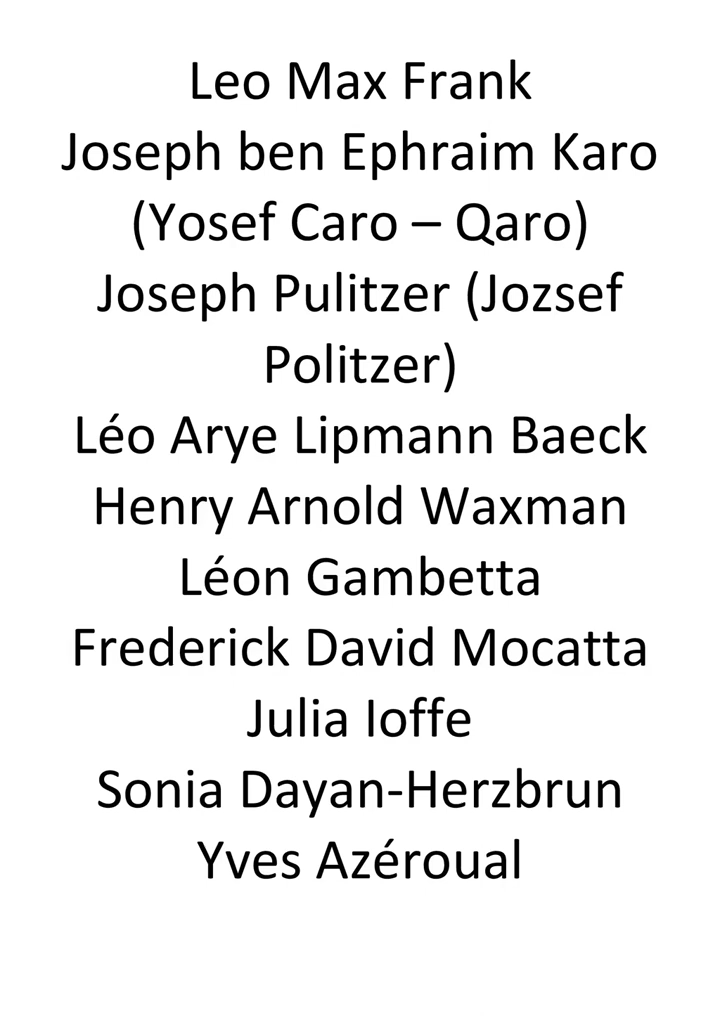 Leo Max Frank
Joseph ben Ephraim Karo
(Yosef Caro – Qaro)
Joseph Pulitzer (Jozsef
Politzer)
Léo Arye Lipmann Baeck
Henry Arnold Waxman
Léon Gambetta
Frederick David Mocatta
Julia Ioffe
Sonia Dayan-Herzbrun
Yves Azéroual